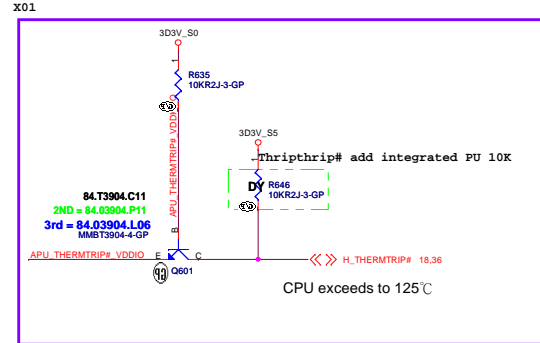 X01
3D3V_S0
1
R635
10KR2J-3-GP
APU_THERMTRIP#_VDDIO
3D3V_S5
Thripthrip# add integrated PU 10K
1
DY
R646
10KR2J-3-GP
84.T3904.C11
2ND = 84.03904.P11
3rd = 84.03904.L06
MMBT3904-4-GP
B
APU_THERMTRIP#_VDDIO
E
C
Q601
H_THERMTRIP# 18,36
CPU exceeds to 125℃